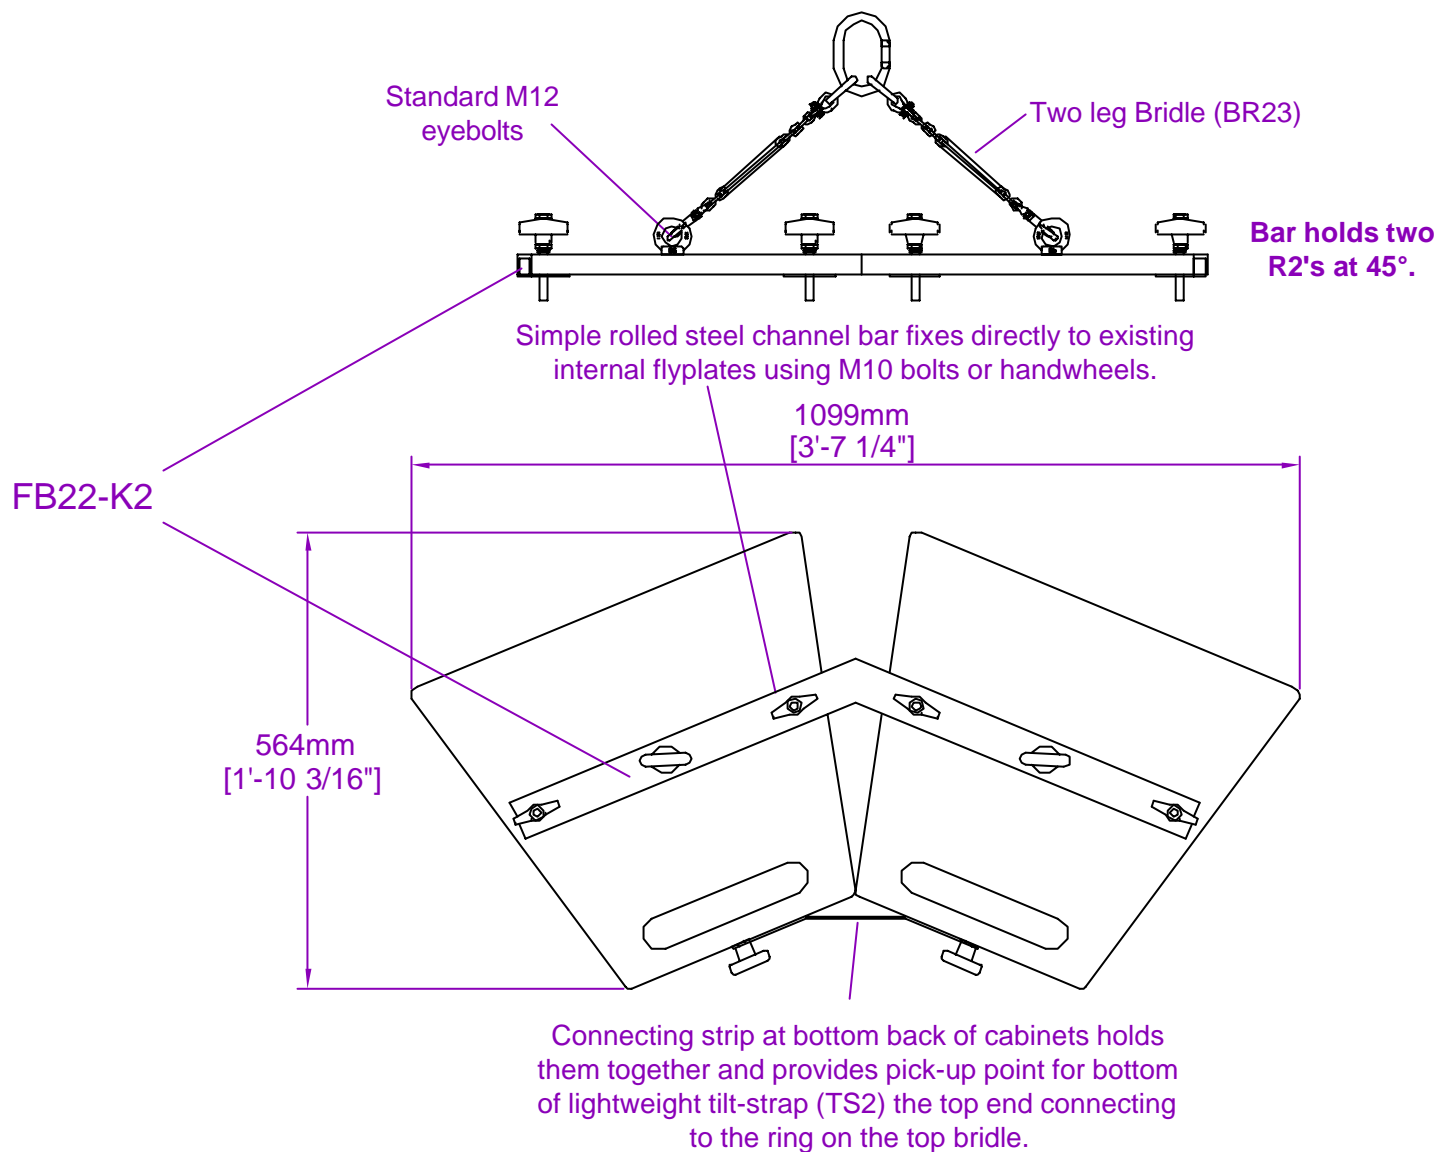 Standard M12
eyebolts
Two leg Bridle (BR23)
Bar holds two
R2's at 45°.
Simple rolled steel channel bar fixes directly to existing
internal flyplates using M10 bolts or handwheels.
1099mm
[3'-7 1/4"]
FB22-K2
564mm
[1'-10 3/16"]
Connecting strip at bottom back of cabinets holds
them together and provides pick-up point for bottom
of lightweight tilt-strap (TS2) the top end connecting
to the ring on the top bridle.